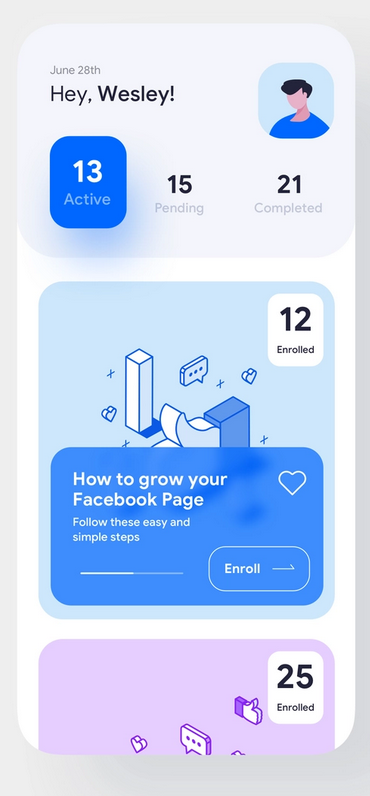 June 28th
Hey, Wesley!
13
Active
15
Pending
21
Completed
12
Enrolled
How to grow your
Facebook Page
Follow these easy and
simple steps
Enroll
25
Enrolled